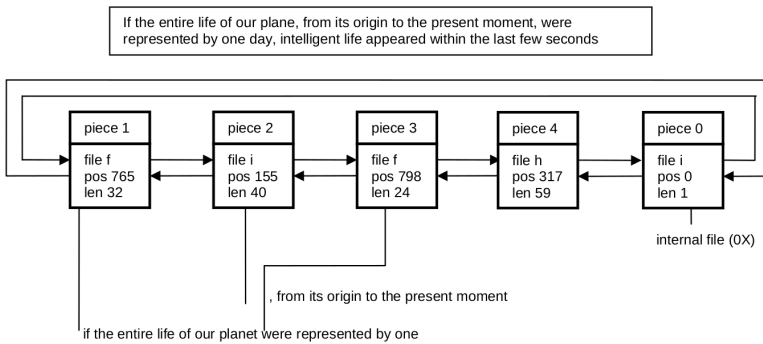 If the entire life of our plane, from its origin to the present moment, were
represented by one day, intelligent life appeared within the last few seconds
piece 1
file f
pos 765
len 32
piece 2
file i
pos 155
len 40
piece 3
file f
pos 798
len 24
piece 4
file h
pos 317
len 59
piece 0
file i
pos 0
len 1
internal file (0X)
, from its origin to the present moment
if the entire life of our planet were represented by one